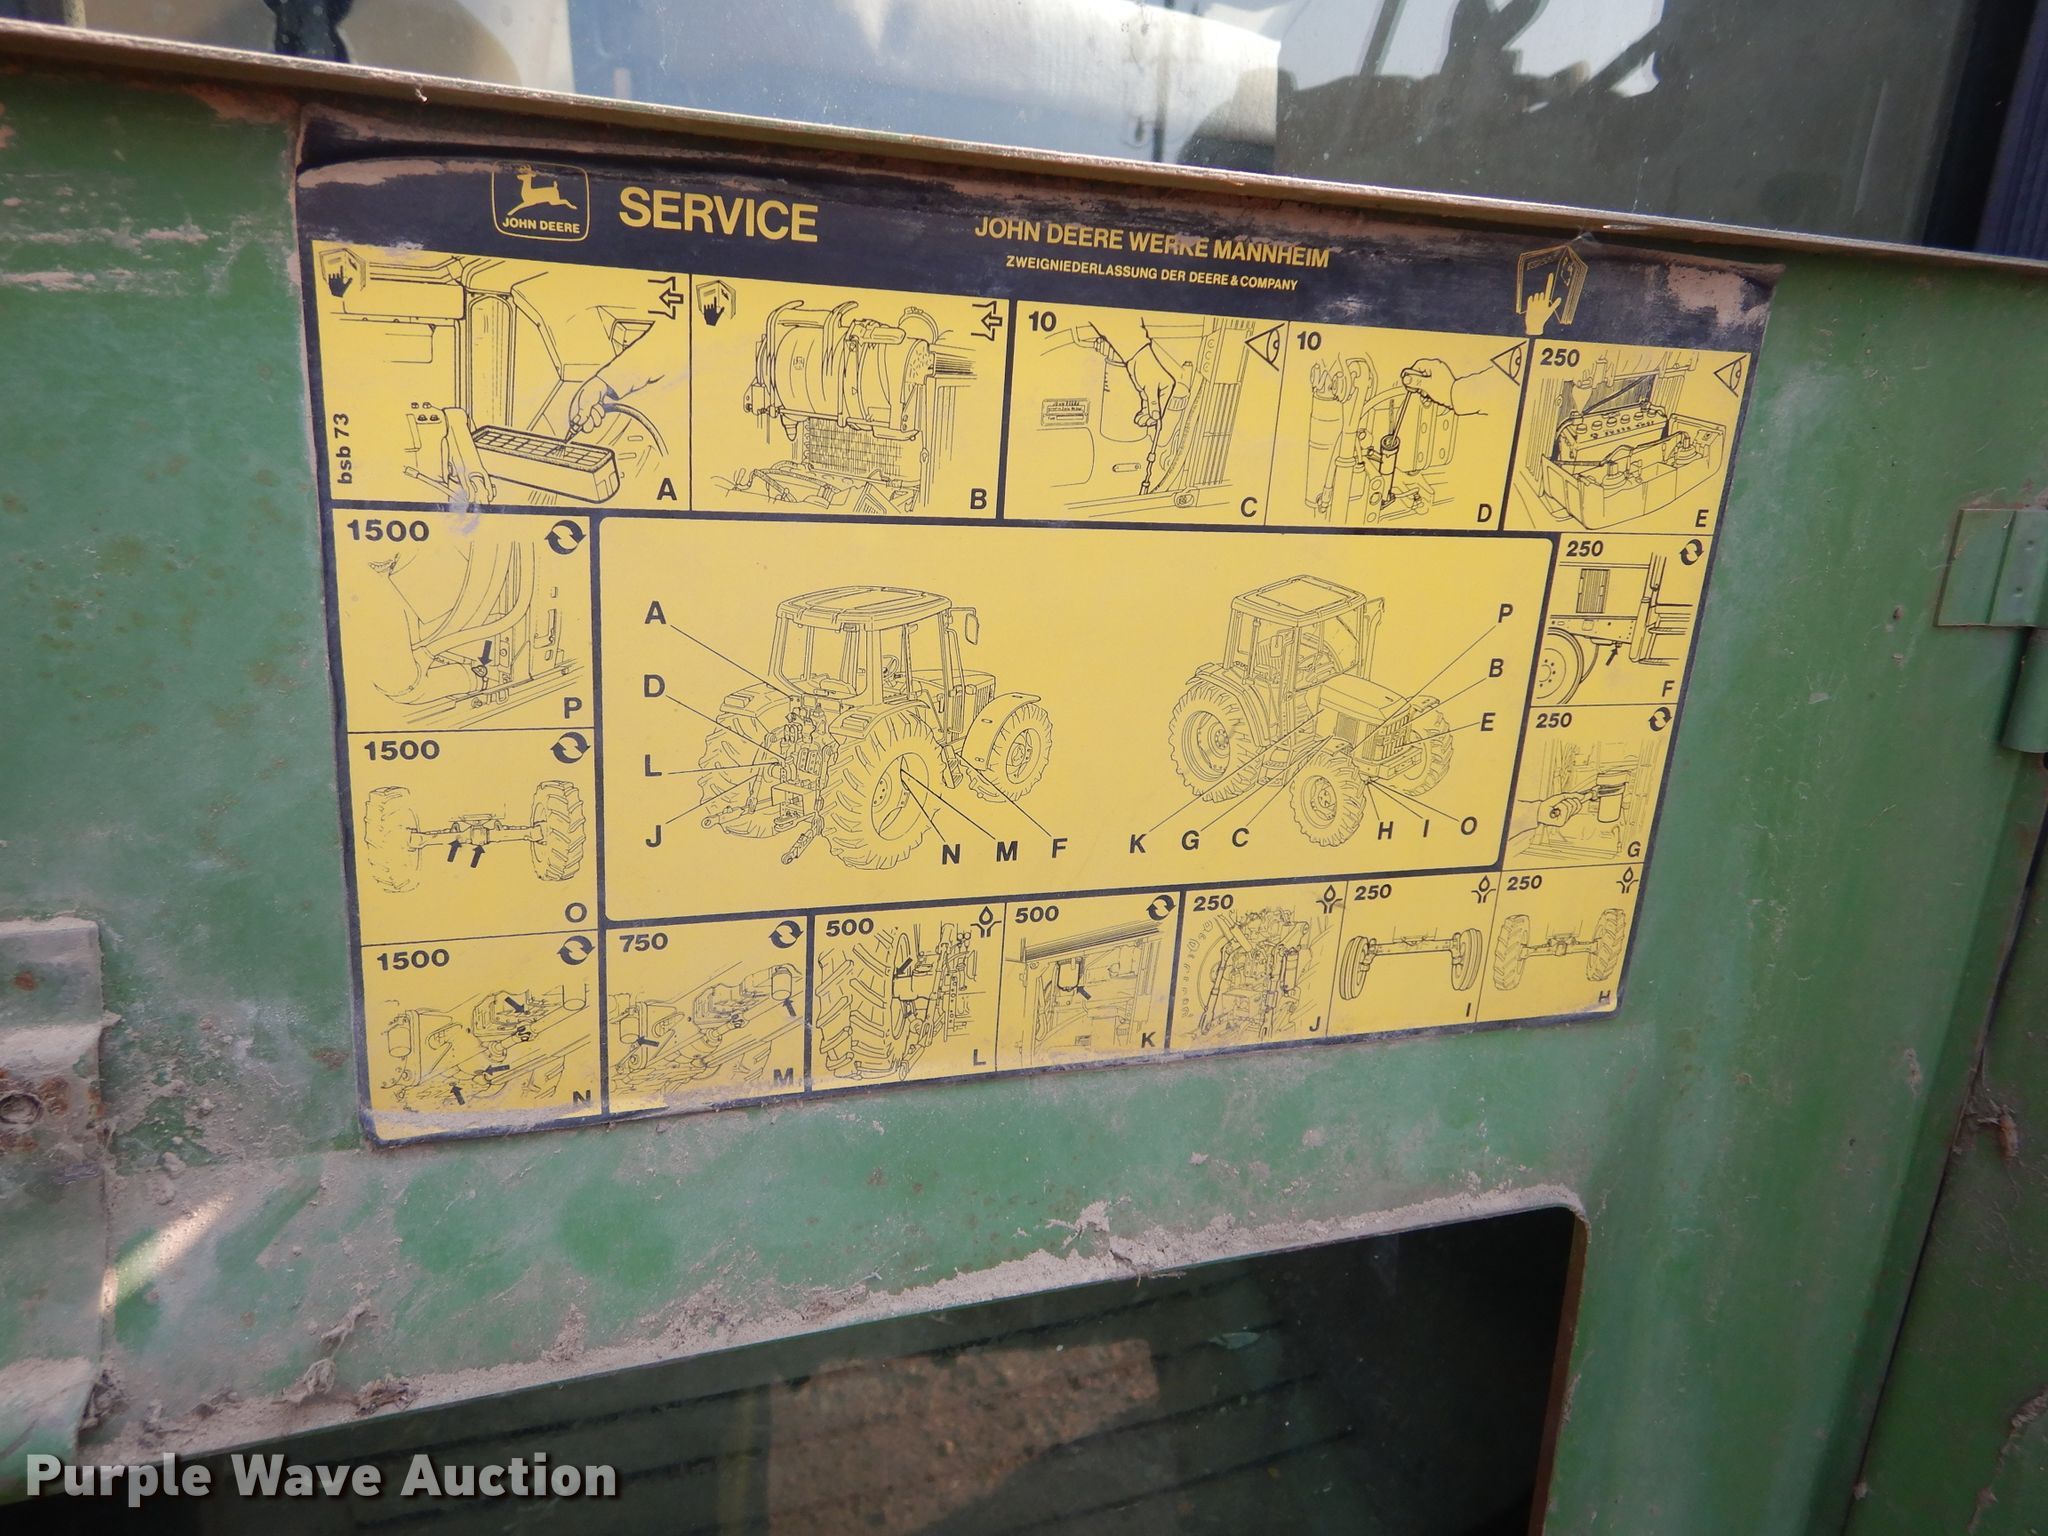 JOHN DEERE
SERVICE
JOHN DEERE WERKE MANNHEIM
ZWEIGNIEDERLASSUNG DER DEERE & COMPANY
bsb 73
A
B
10
C
10
D
250
E
1500
P
250
F
1500
O
250
G
A
D
L
J
N
M
F
P
B
E
K
G
C
H
I
O
1500
N
750
M
500
L
500
K
250
J
250
I
250
H
Purple Wave Auction